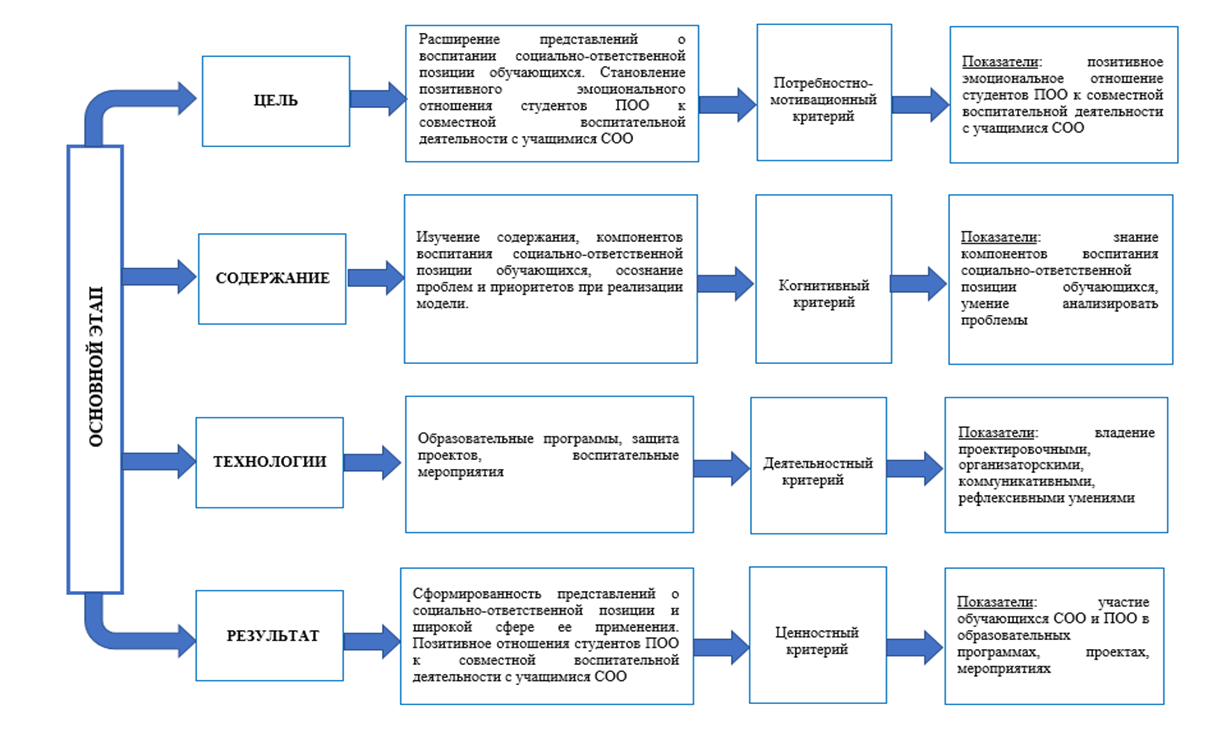 ОСНОВНОЙ ЭТАП
ЦЕЛЬ
Расширение представлений о
воспитании социально-ответственной
позиции обучающихся. Становление
позитивного эмоционального
отношения студентов ПОО к
совместной воспитательной
деятельности с учащимися СОО
Потребностно-
мотивационный
критерий
Показатели: позитивное
эмоциональное отношение
студентов ПОО к совместной
воспитательной деятельности
с учащимися СОО
СОДЕРЖАНИЕ
Изучение содержания, компонентов
воспитания социально-ответственной
позиции обучающихся, осознание
проблем и приоритетов при реализации
модели.
Когнитивный
критерий
Показатели: знание
компонентов воспитания
социально-ответственной
позиции обучающихся,
умение анализировать
проблемы
ТЕХНОЛОГИИ
Образовательные программы, защита
проектов, воспитательные
мероприятия
Деятельностный
критерий
Показатели: владение
проектировочными,
организаторскими,
коммуникативными,
рефлексивными умениями
РЕЗУЛЬТАТ
Сформированность представлений о
социально-ответственной позиции и
широкой сфере ее применения.
Позитивное отношения студентов ПОО
к совместной воспитательной
деятельности с учащимися СОО
Ценностный
критерий
Показатели: участие
обучающихся СОО и ПОО в
образовательных
программах, проектах,
мероприятиях